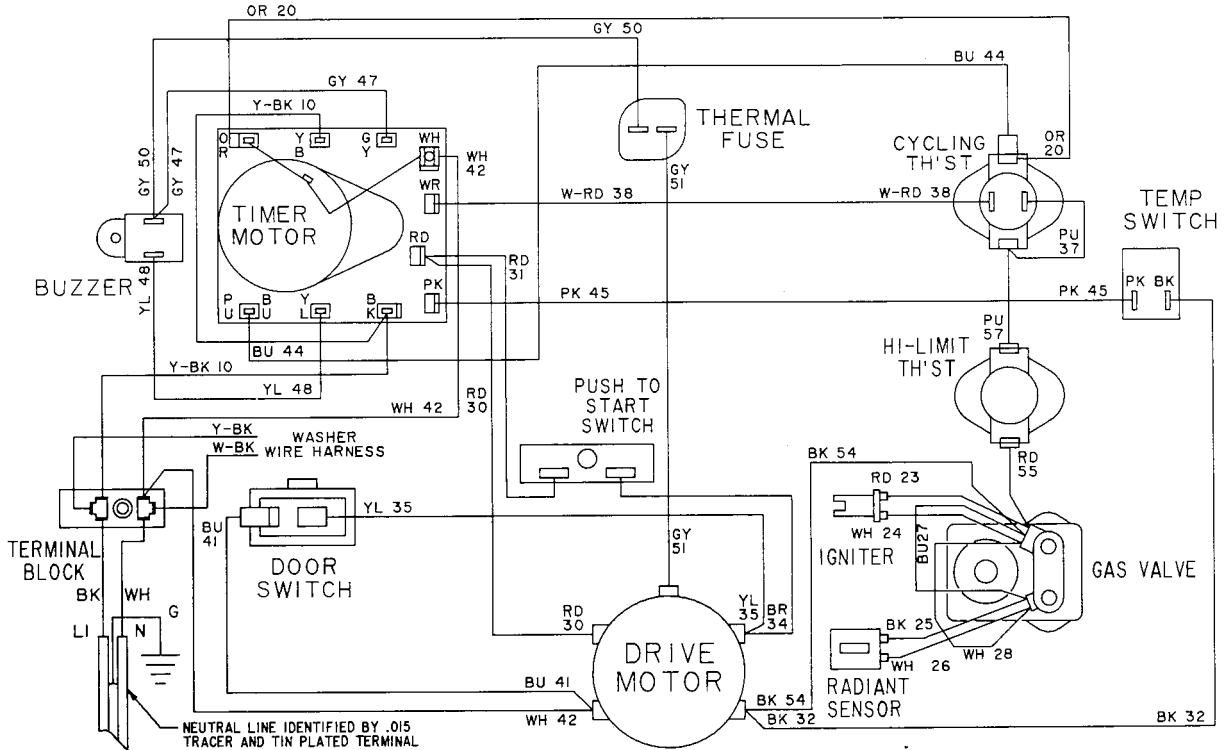 OR 20
GY 50
BU 44
GY 47
Y-BK 10
THERMAL
FUSE
CYCLING
TH'ST
OR
20
O
R
Y
B
G
Y
WH
WH
42
GY
51
GY 50
GY 47
WR
W-RD 38
W-RD 38
TEMP
SWITCH
TIMER
MOTOR
RD
RD
31
PU
37
BUZZER
YL 48
PK
PK 45
PK 45
PK BK
P
U
B
U
Y
L
B
K
BU 44
PU
57
HI-LIMIT
TH'ST
Y-BK 10
YL 48
RD
30
PUSH TO
START
SWITCH
WH 42
Y-BK
W-BK
WASHER
WIRE HARNESS
BK 54
RD
55
RD 23
YL 35
BU
41
GY
51
WH 24
BU27
IGNITER
TERMINAL
BLOCK
DOOR
SWITCH
GAS VALVE
BK
WH
G
L1
N
RD
30
YL
35
BR
34
BK 25
WH 28
WH 26
DRIVE
MOTOR
RADIANT
SENSOR
BU 41
WH 42
BK 54
BK 32
BK 32
NEUTRAL LINE IDENTIFIED BY .015
TRACER AND TIN PLATED TERMINAL